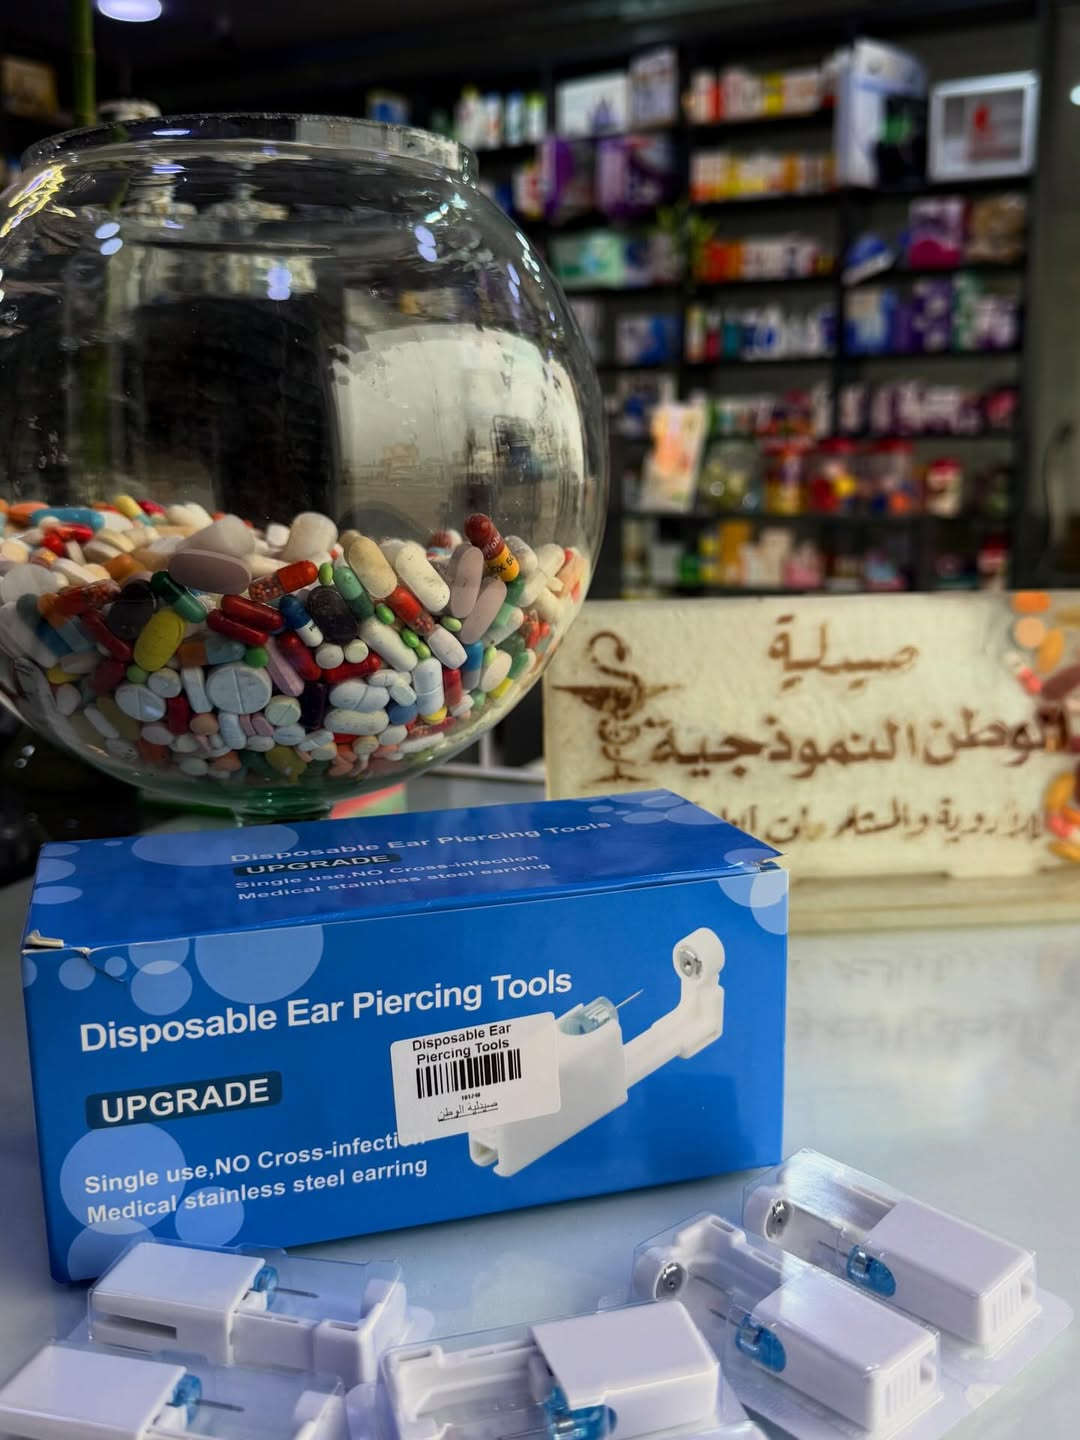 صيدلية
الوطن النموذجية
Disposable Ear Piercing Tools
UPGRADE
Single use,NO Cross-infection
Medical stainless steel earring
Disposable Ear Piercing Tools
UPGRADE
Single use,NO Cross-infection
Medical stainless steel earring
Disposable Ear
Piercing Tools
101240
صيدلية الوطن